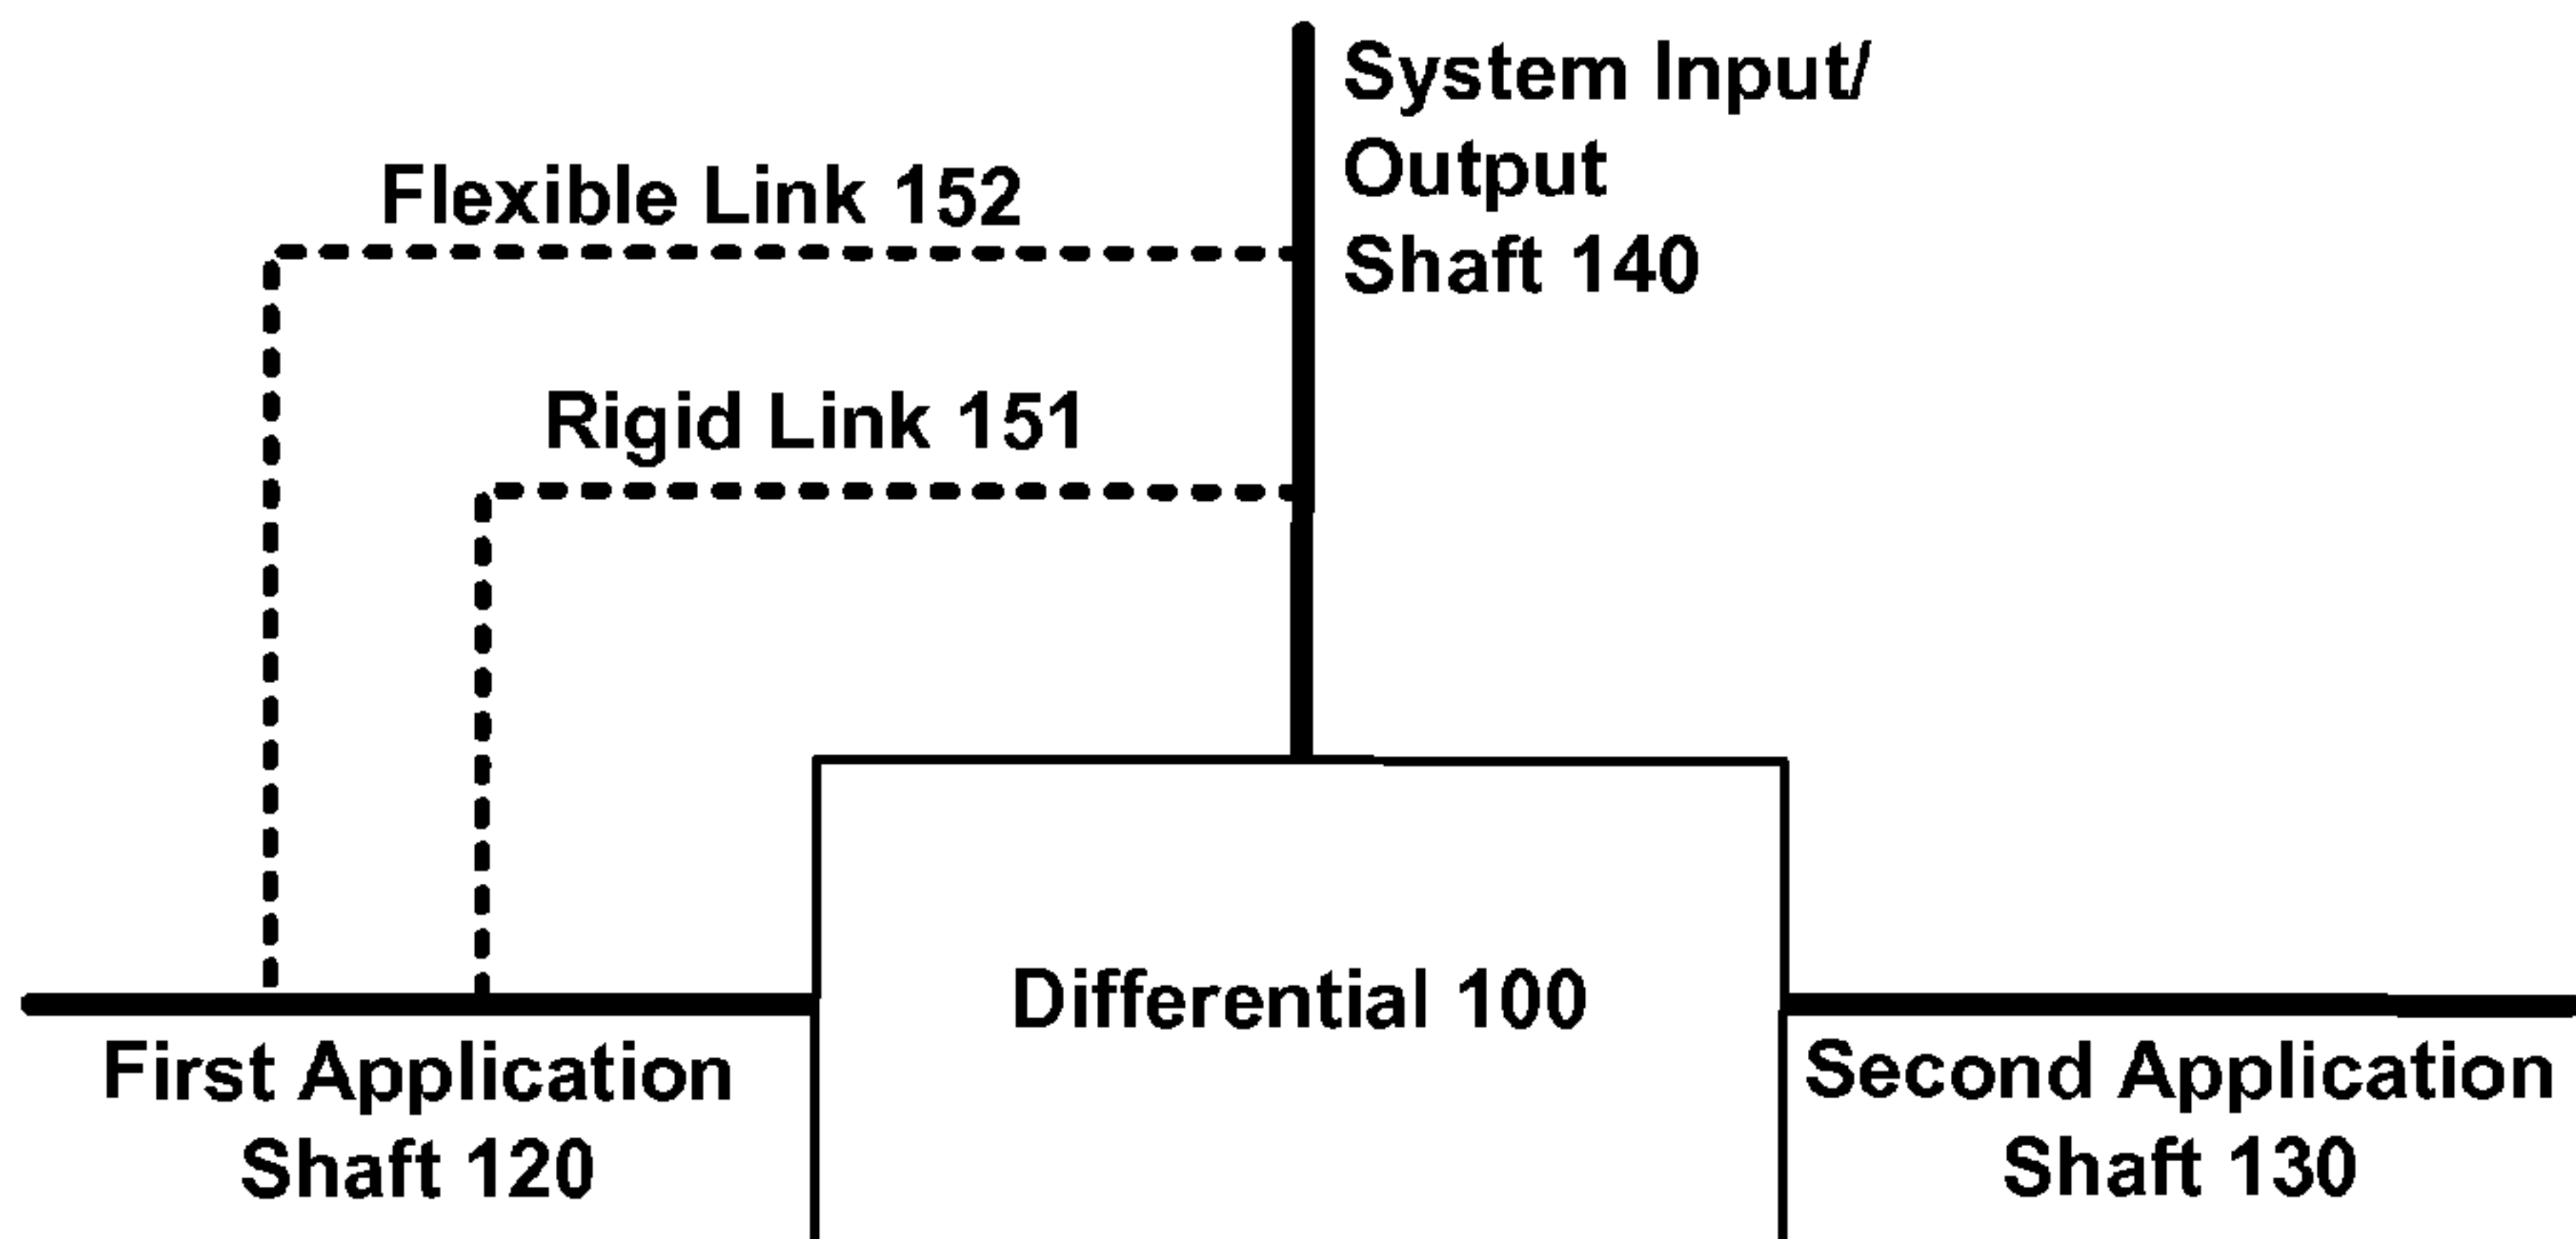 System Input/
Output
Shaft 140
Flexible Link 152
Rigid Link 151
Differential 100
First Application
Shaft 120
Second Application
Shaft 130